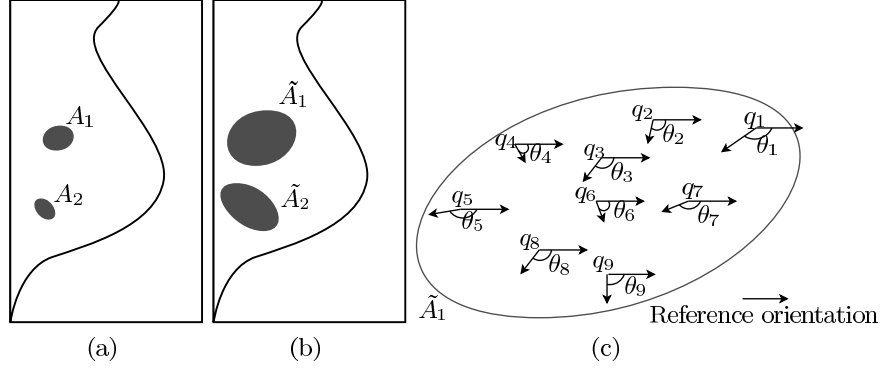 A₁
A₂
(a)
Ã₁
Ã₂
(b)
q₁
θ₁
q₂
θ₂
q₃
θ₃
q₄
θ₄
q₅
θ₅
q₆
θ₆
q₇
θ₇
q₈
θ₈
q₉
θ₉
Ã₁
Reference orientation
(c)